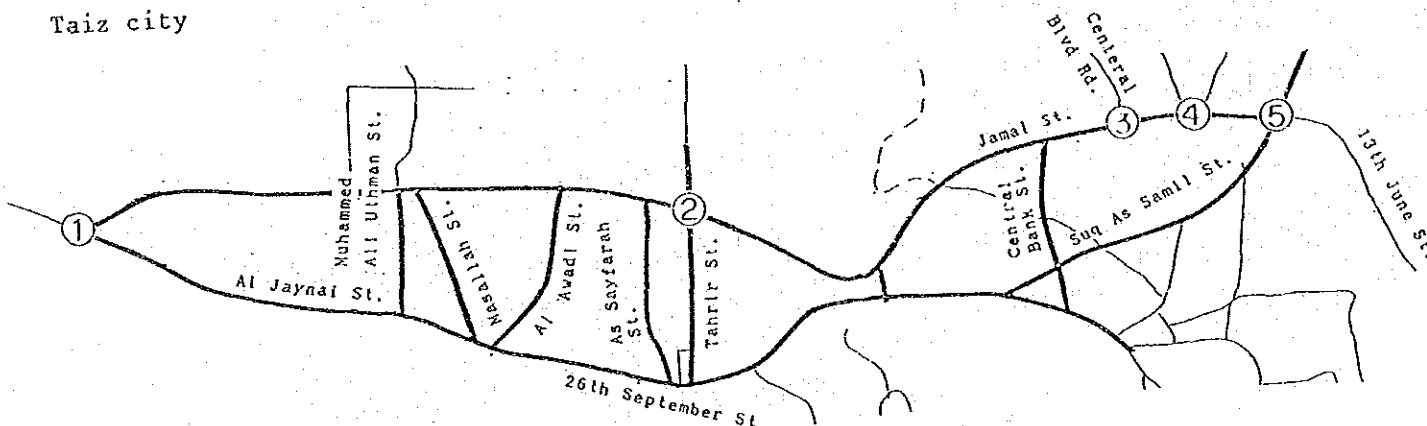 Taiz city
Centeral
Blvd Rd.
3
4
5
Jamal St.
13th June St.
Muhammed
Ali Uthman St.
1
2
Nasallah St.
Al 'Awadi St.
As Sayfarah
St.
Tahrir St.
Central
Bank St.
Suq As Samil St.
Al Jaynai St.
26th September St